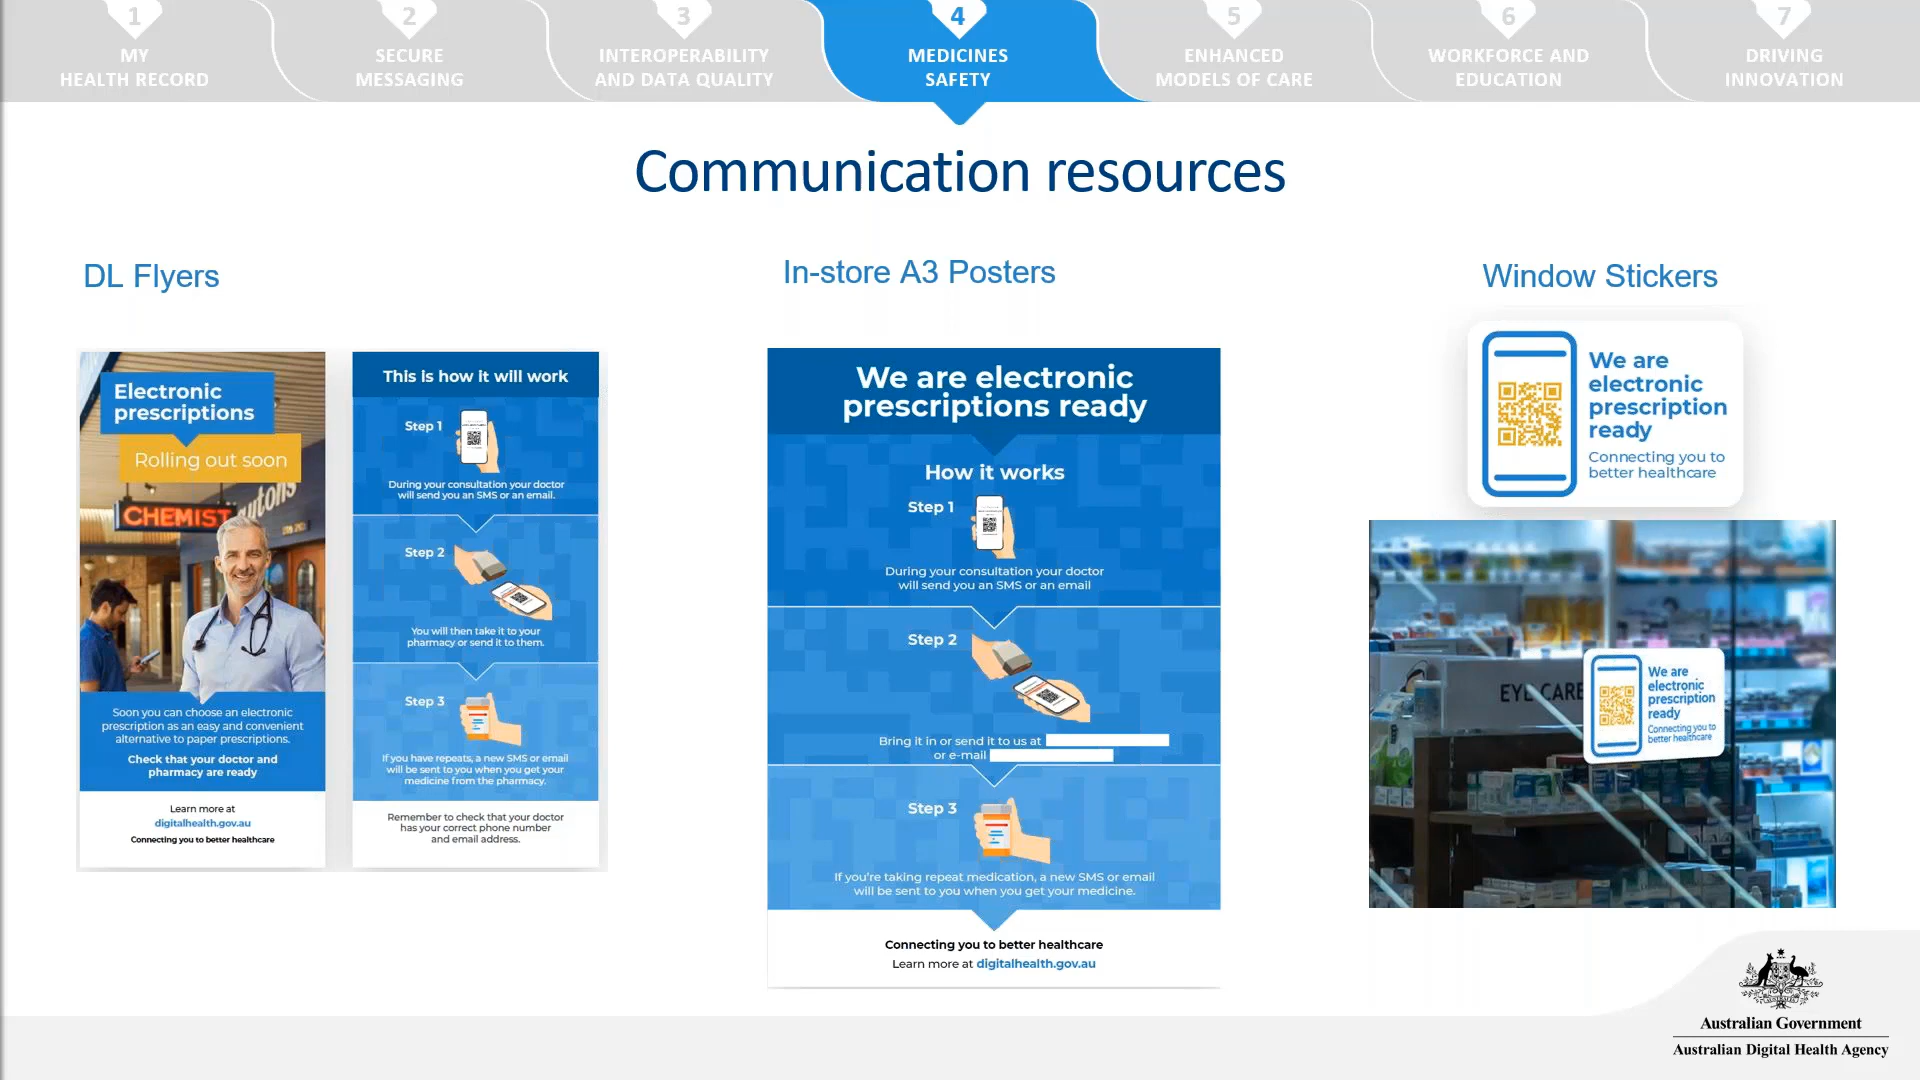 1
MY
HEALTH RECORD
2
SECURE
MESSAGING
3
INTEROPERABILITY
AND DATA QUALITY
4
MEDICINES
SAFETY
5
ENHANCED
MODELS OF CARE
6
WORKFORCE AND
EDUCATION
7
DRIVING
INNOVATION
Communication resources
DL Flyers
Electronic
prescriptions
Rolling out soon
CHEMIST
Soon you can choose an electronic
prescription as an easy and convenient
alternative to paper prescriptions.
Check that your doctor and
pharmacy are ready
Learn more at
digitalhealth.gov.au
Connecting you to better healthcare
This is how it will work
Step 1
During your consultation your doctor
will send you an SMS or an email.
Step 2
You will then take it to your
pharmacy or send it to them.
Step 3
If you have repeats, a new SMS or email
will be sent to you when you get your
medicine from the pharmacy.
Remember to check that your doctor
has your correct phone number
and email address.
In-store A3 Posters
We are electronic
prescriptions ready
How it works
Step 1
During your consultation your doctor
will send you an SMS or an email
Step 2
Bring it in or send it to us at
or e-mail
Step 3
If you're taking repeat medication, a new SMS or email
will be sent to you when you get your medicine.
Connecting you to better healthcare
Learn more at digitalhealth.gov.au
Window Stickers
We are
electronic
prescription
ready
Connecting you to
better healthcare
EYE CARE
We are
electronic
prescription
ready
Connecting you to
better healthcare
Australian Government
Australian Digital Health Agency